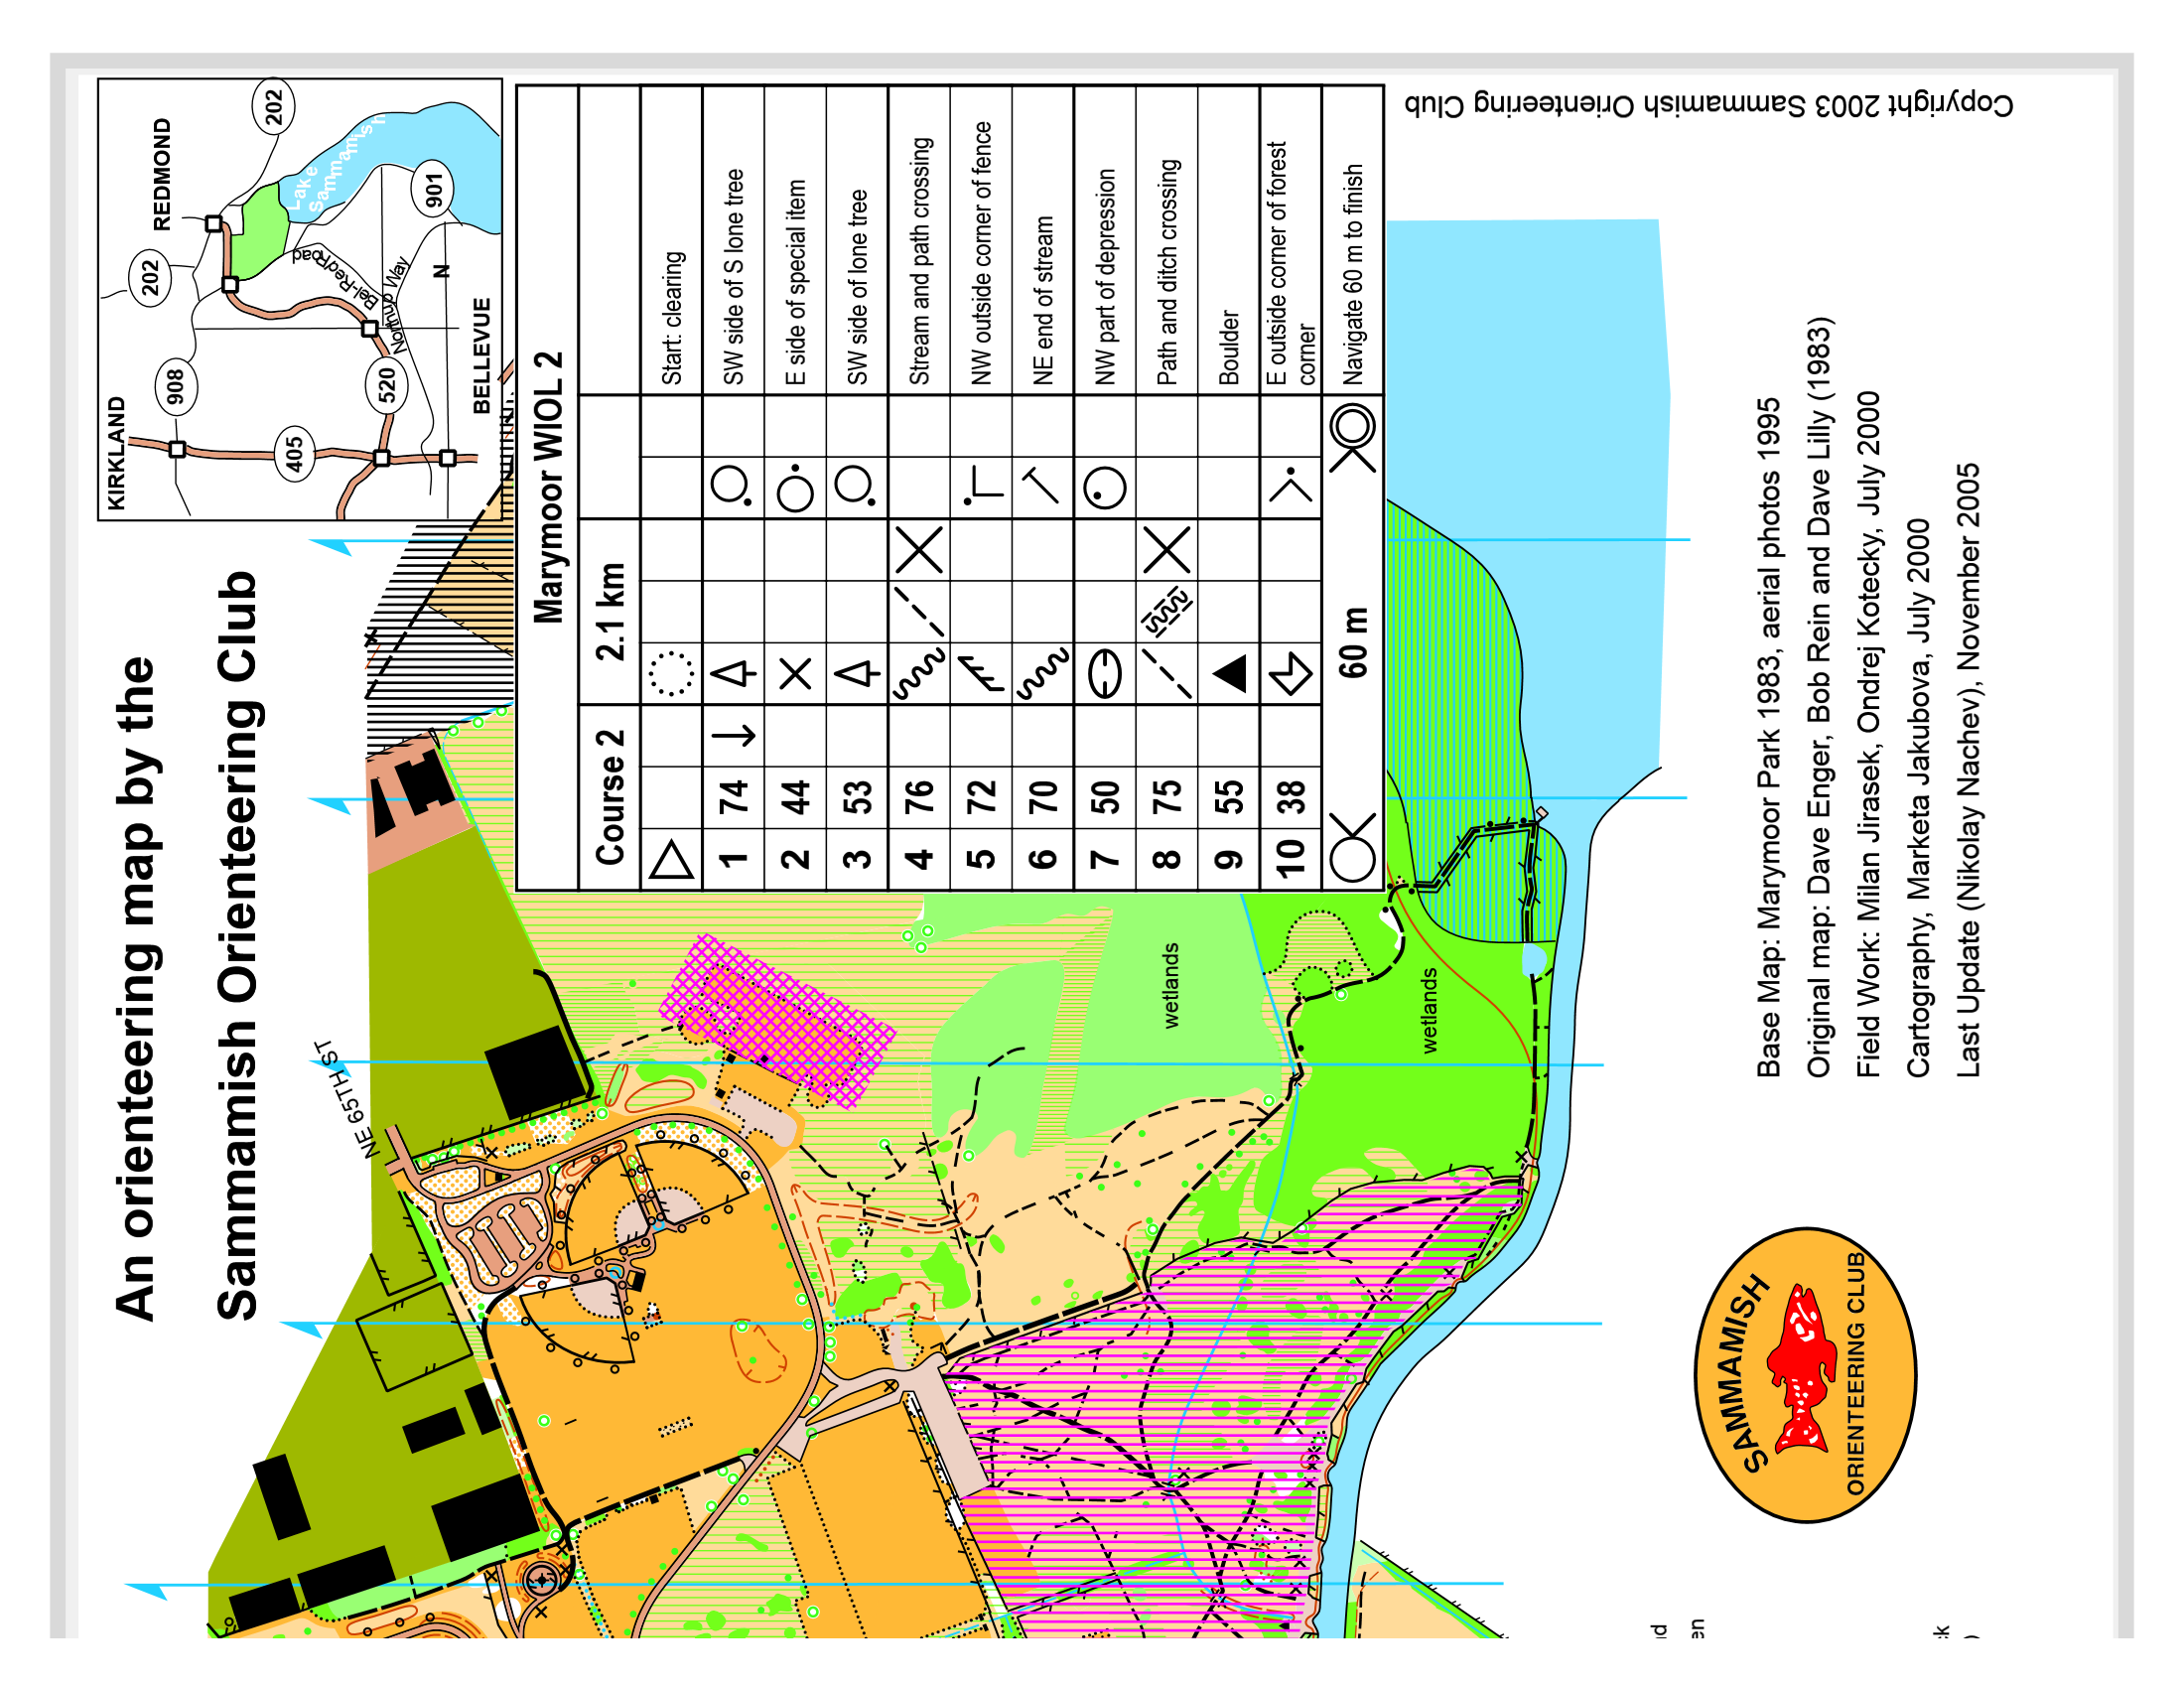 An orienteering map by the
Sammamish Orienteering Club
KIRKLAND
REDMOND
BELLEVUE
908
202
202
405
520
901
Lake
Sammamish
Bel-Red Road
Northup Way
N
NE 65TH ST
Marymoor WIOL 2
Course 2 2.1 km
Start: clearing
1 74 SW side of S lone tree
2 44 E side of special item
3 53 SW side of lone tree
4 76 Stream and path crossing
5 72 NW outside corner of fence
6 70 NE end of stream
7 50 NW part of depression
8 75 Path and ditch crossing
9 55 Boulder
10 38 E outside corner of forest
corner
60 m Navigate 60 m to finish
wetlands
wetlands
Copyright 2003 Sammamish Orienteering Club
Base Map: Marymoor Park 1983, aerial photos 1995
Original map: Dave Enger, Bob Rein and Dave Lilly (1983)
Field Work: Milan Jirasek, Ondrej Kotecky, July 2000
Cartography, Marketa Jakubova, July 2000
Last Update (Nikolay Nachev), November 2005
SAMMAMISH
ORIENTEERING CLUB